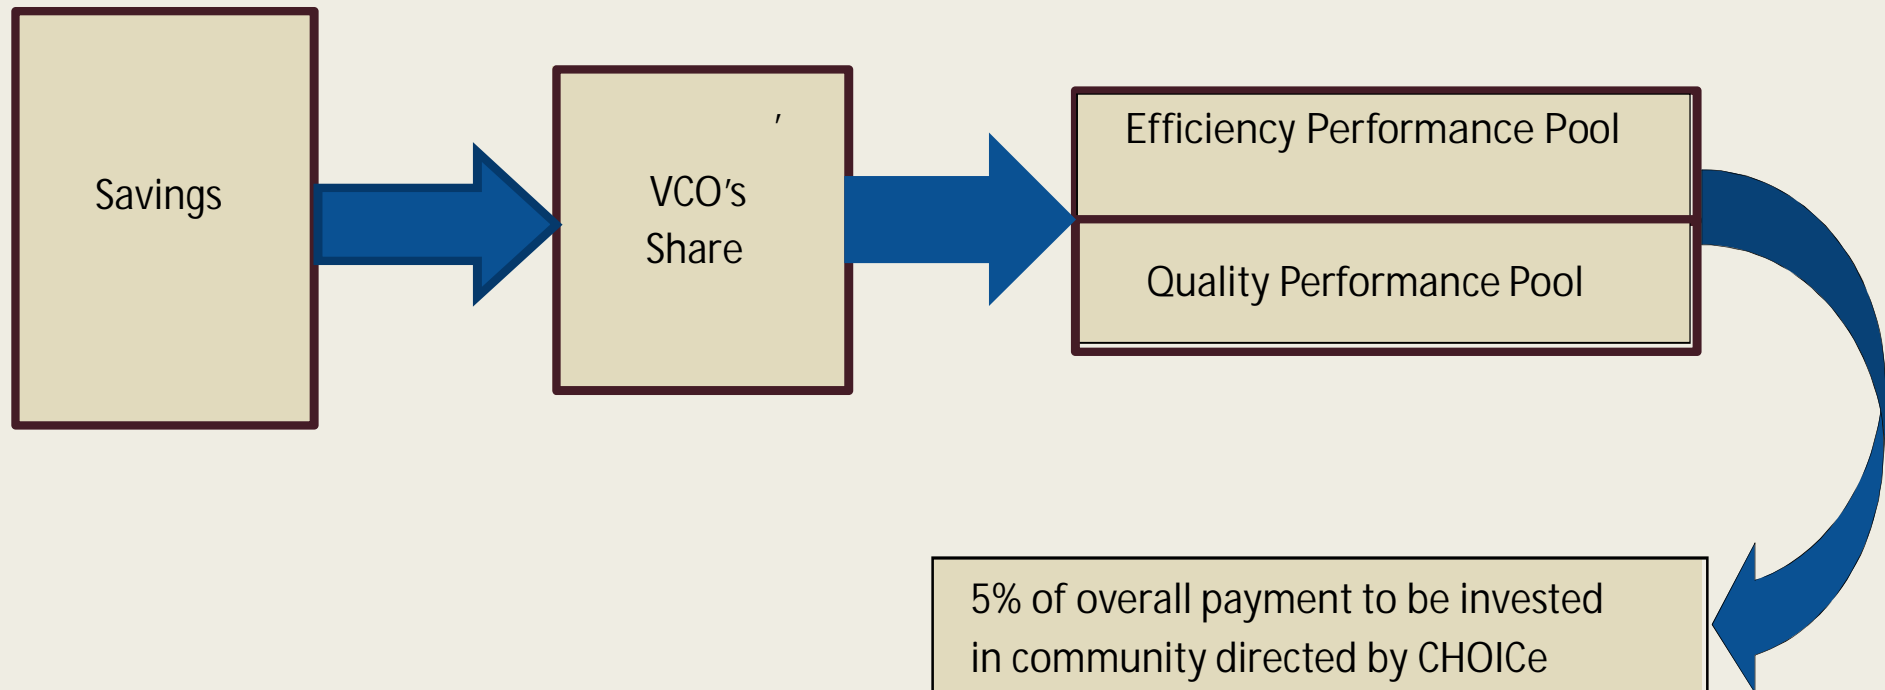 Savings
’
VCO’s
Share
Efficiency Performance Pool
Quality Performance Pool
5% of overall payment to be invested
in community directed by CHOICe